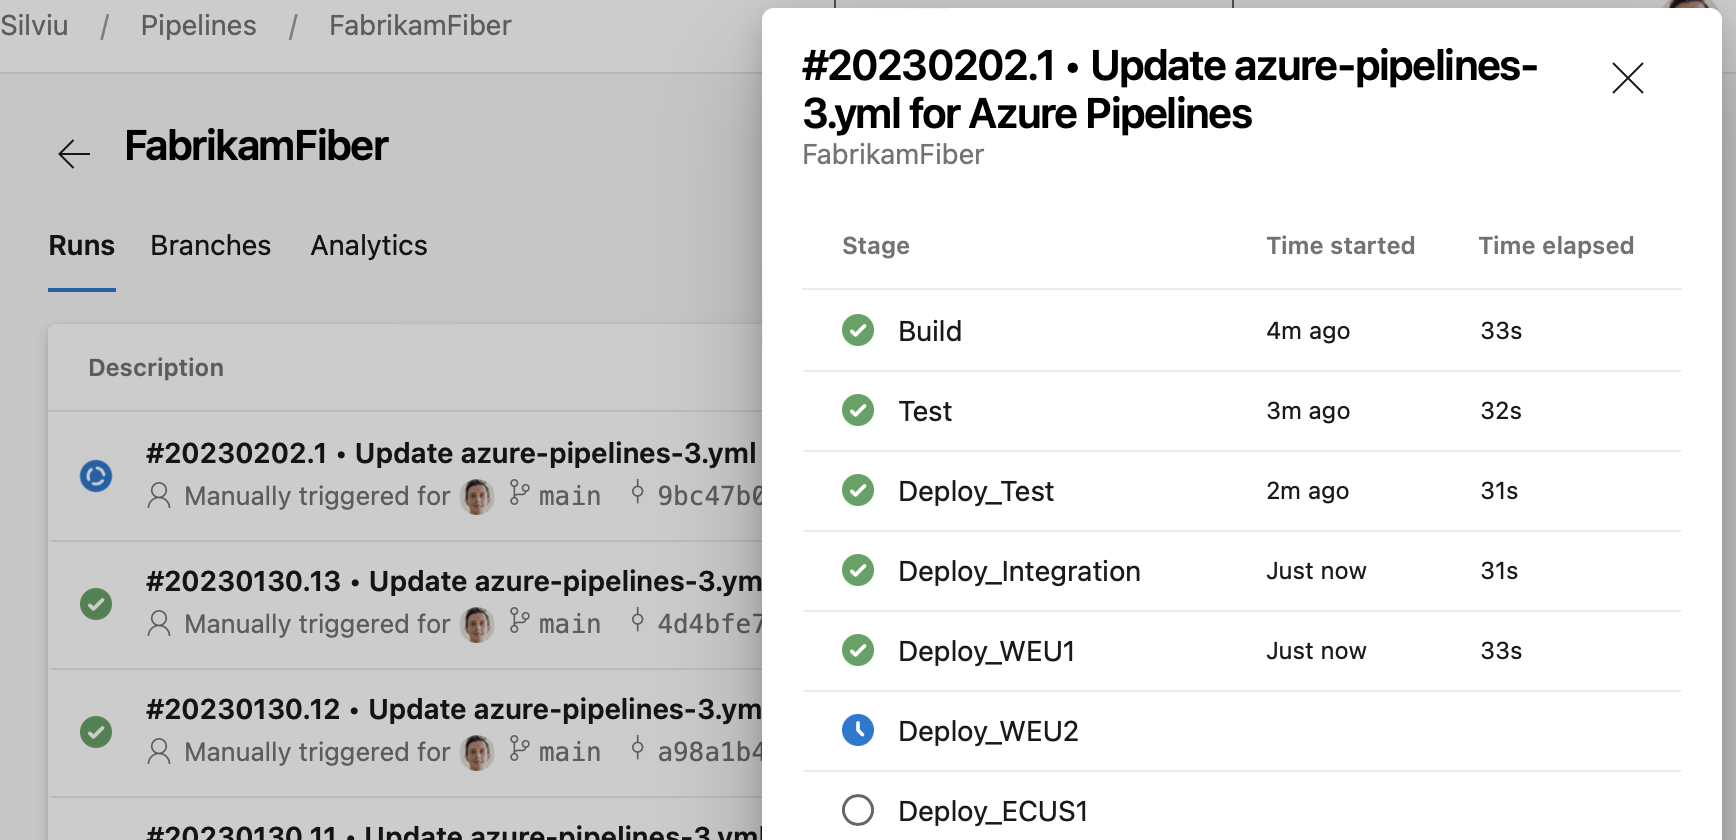 Silviu / Pipelines / FabrikamFiber
FabrikamFiber
Runs Branches Analytics
Description
#20230202.1 • Update azure-pipelines-3.yml
Manually triggered for main 9bc47b0
#20230130.13 • Update azure-pipelines-3.ym
Manually triggered for main 4d4bfe7
#20230130.12 • Update azure-pipelines-3.ym
Manually triggered for main a98a1b4
#20230130.11 • Update azure-pipelines-3.yml
#20230202.1 • Update azure-pipelines-
3.yml for Azure Pipelines
FabrikamFiber
Stage Time started Time elapsed
Build 4m ago 33s
Test 3m ago 32s
Deploy_Test 2m ago 31s
Deploy_Integration Just now 31s
Deploy_WEU1 Just now 33s
Deploy_WEU2
Deploy_ECUS1